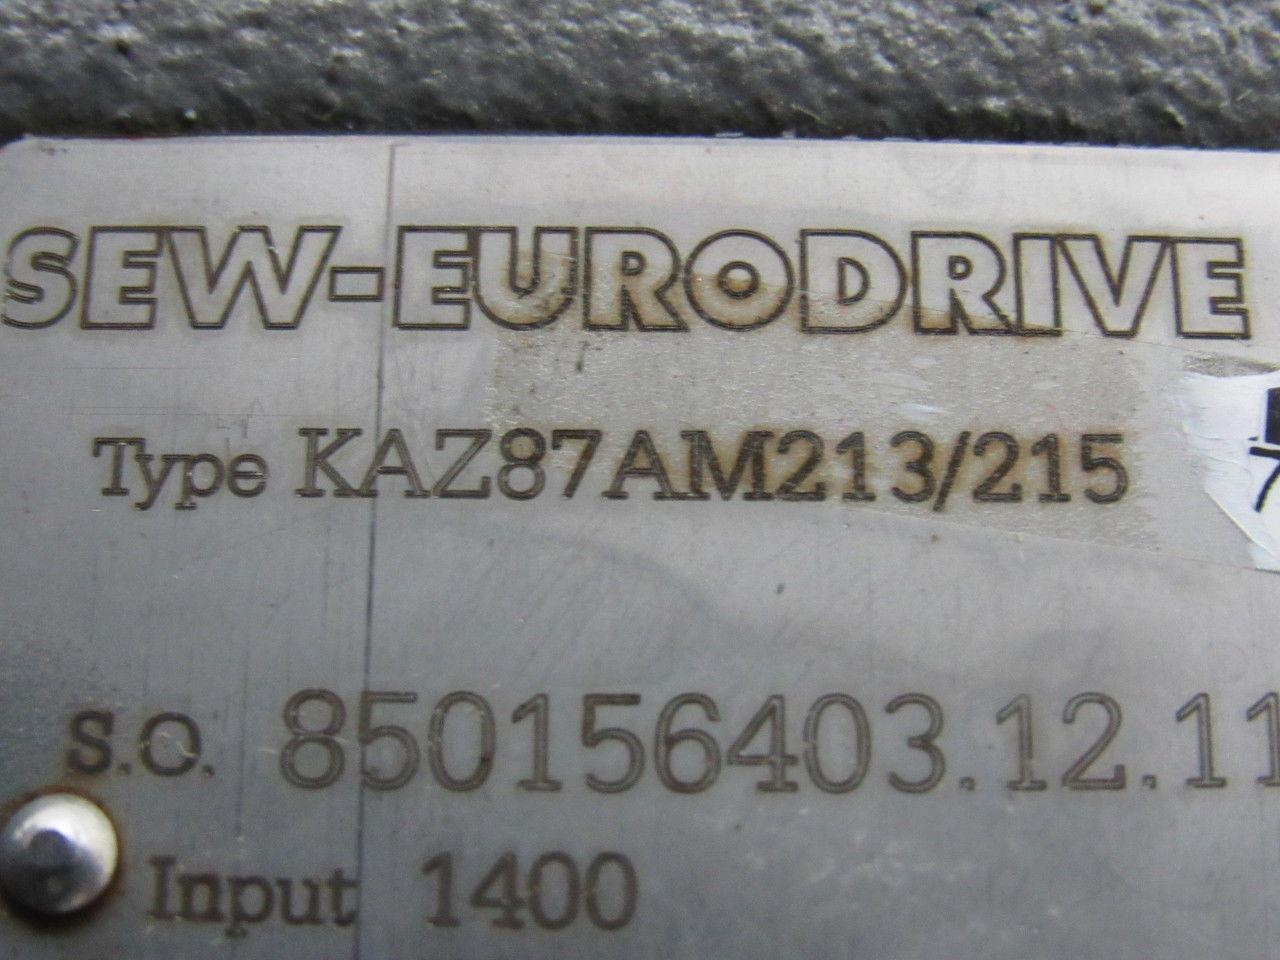 SEW-EURODRIVE
Type KAZ87AM213/215
S.O. 850156403.12.11
Input 1400